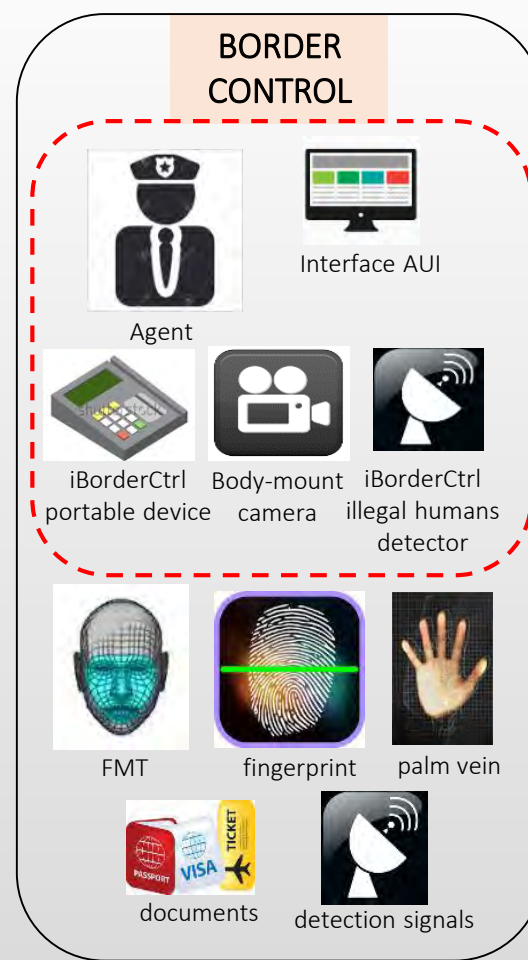 BORDER
CONTROL
Interface AUI
Agent
shutterstock
iBorderCtrl
portable device
Body-mount
camera
iBorderCtrl
illegal humans
detector
FMT
fingerprint
palm vein
PASSPORT
VISA
TICKET
documents
detection signals